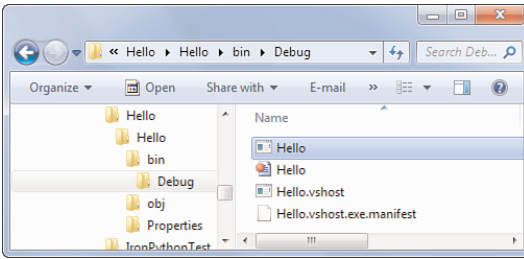 « Hello ▸ Hello ▸ bin ▸ Debug
Search Deb...
Organize Open Share with E-mail »
Hello
Hello
bin
Debug
obj
Properties
IronPythonTest
Name
Hello
Hello
Hello.vshost
Hello.vshost.exe.manifest